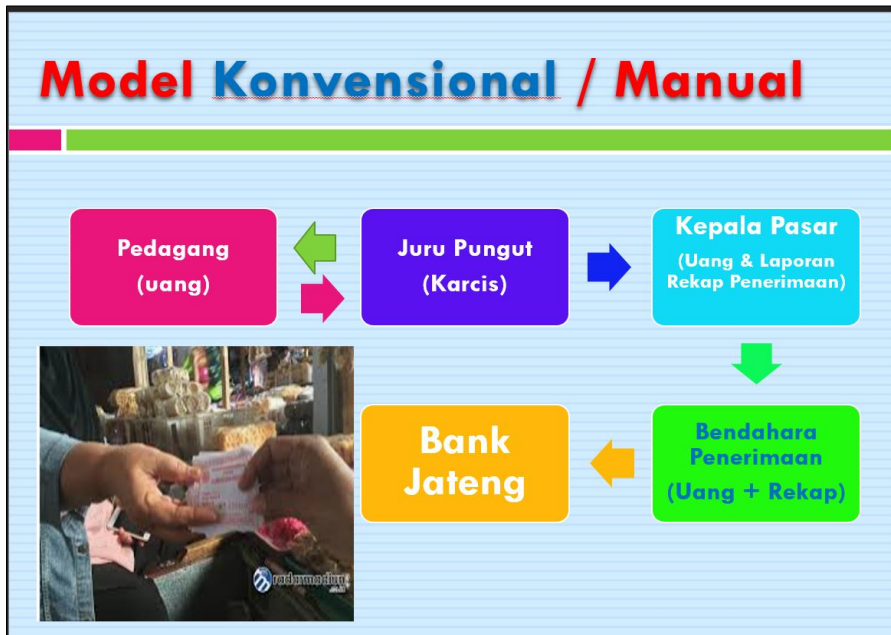 Model Konvensional / Manual
Pedagang
(uang)
Juru Pungut
(Karcis)
Kepala Pasar
(Uang & Laporan
Rekap Penerimaan)
Bank
Jateng
Bendahara
Penerimaan
(Uang + Rekap)
radarmadiun